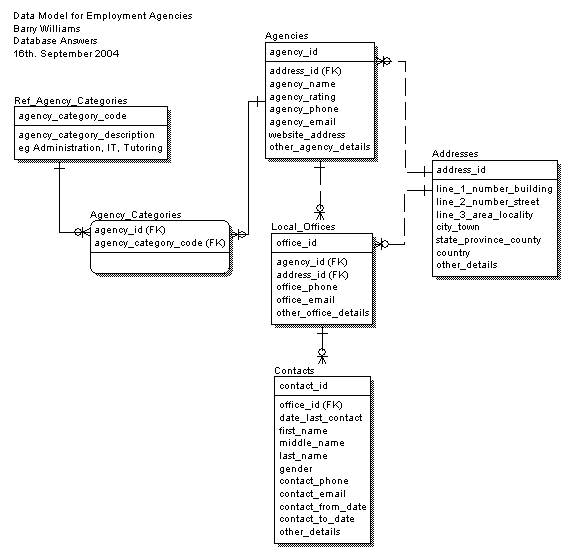 Data Model for Employment Agencies
Barry Williams
Database Answers
16th. September 2004
Agencies
agency_id
address_id (FK)
agency_name
agency_rating
agency_phone
agency_email
website_address
other_agency_details
Ref_Agency_Categories
agency_category_code
agency_category_description
eg Administration, IT, Tutoring
Addresses
address_id
line_1_number_building
line_2_number_street
line_3_area_locality
city_town
state_province_county
country
other_details
Agency_Categories
agency_id (FK)
agency_category_code (FK)
Local_Offices
office_id
agency_id (FK)
address_id (FK)
office_phone
office_email
other_office_details
Contacts
contact_id
office_id (FK)
date_last_contact
first_name
middle_name
last_name
gender
contact_phone
contact_email
contact_from_date
contact_to_date
other_details